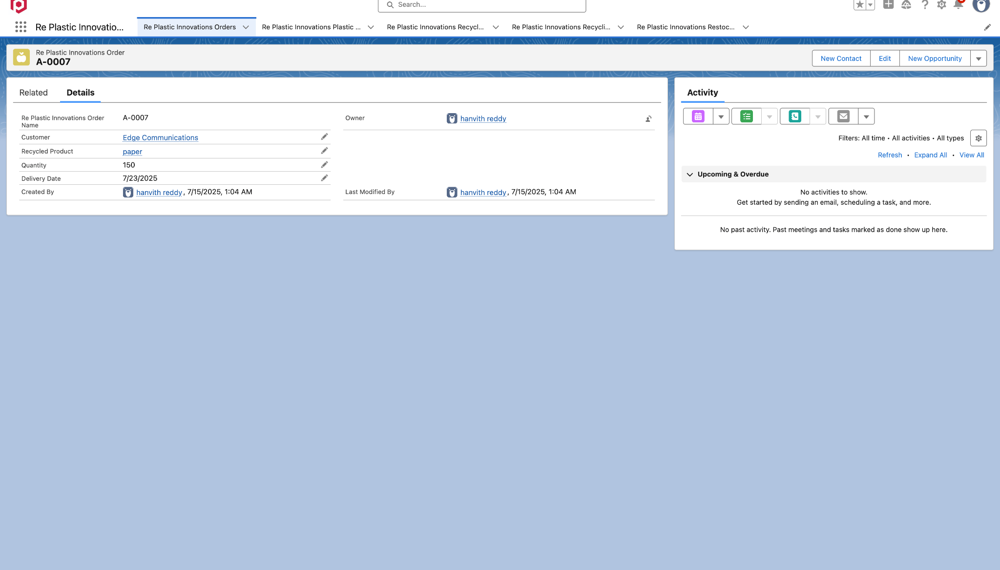 Search...
Re Plastic Innovatio...
Re Plastic Innovations Orders
Re Plastic Innovations Plastic ...
Re Plastic Innovations Recycl...
Re Plastic Innovations Recycli...
Re Plastic Innovations Restoc...
Re Plastic Innovations Order
A-0007
New Contact
Edit
New Opportunity
Related
Details
Re Plastic Innovations Order
Name
A-0007
Owner
hanvith reddy
Customer
Edge Communications
Recycled Product
paper
Quantity
150
Delivery Date
7/23/2025
Created By
hanvith reddy, 7/15/2025, 1:04 AM
Last Modified By
hanvith reddy, 7/15/2025, 1:04 AM
Activity
Filters: All time • All activities • All types
Refresh • Expand All • View All
Upcoming & Overdue
No activities to show.
Get started by sending an email, scheduling a task, and more.
No past activity. Past meetings and tasks marked as done show up here.